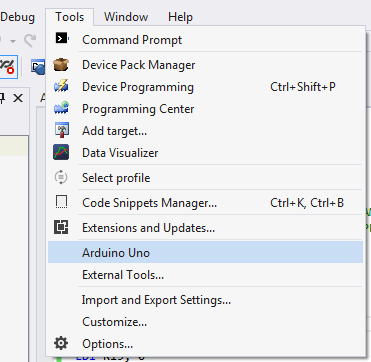 Debug Tools Window Help
Command Prompt
Device Pack Manager
Device Programming Ctrl+Shift+P
Programming Center
Add target...
Data Visualizer
Select profile
Code Snippets Manager... Ctrl+K, Ctrl+B
Extensions and Updates...
Arduino Uno
External Tools...
Import and Export Settings...
Customize...
Options...